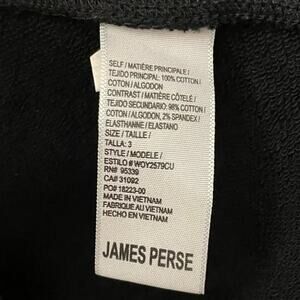 SELF / MATIÈRE PRINCIPALE /
TEJIDO PRINCIPAL: 100% COTTON /
COTON / ALGODON
CONTRAST / MATIÈRE CÔTELÉ /
TEJIDO SECUNDARIO: 98% COTTON /
COTON / ALGODON, 2% SPANDEX /
ELASTHANNE / ELASTANO
SIZE / TAILLE /
TALLA: 3
STYLE / MODELE /
ESTILO # WOY2579CU
RN#: 95339
CA#: 31092
PO# 18223-00
MADE IN VIETNAM
FABRIQUE AU VIETNAM
HECHO EN VIETNAM
JAMES PERSE